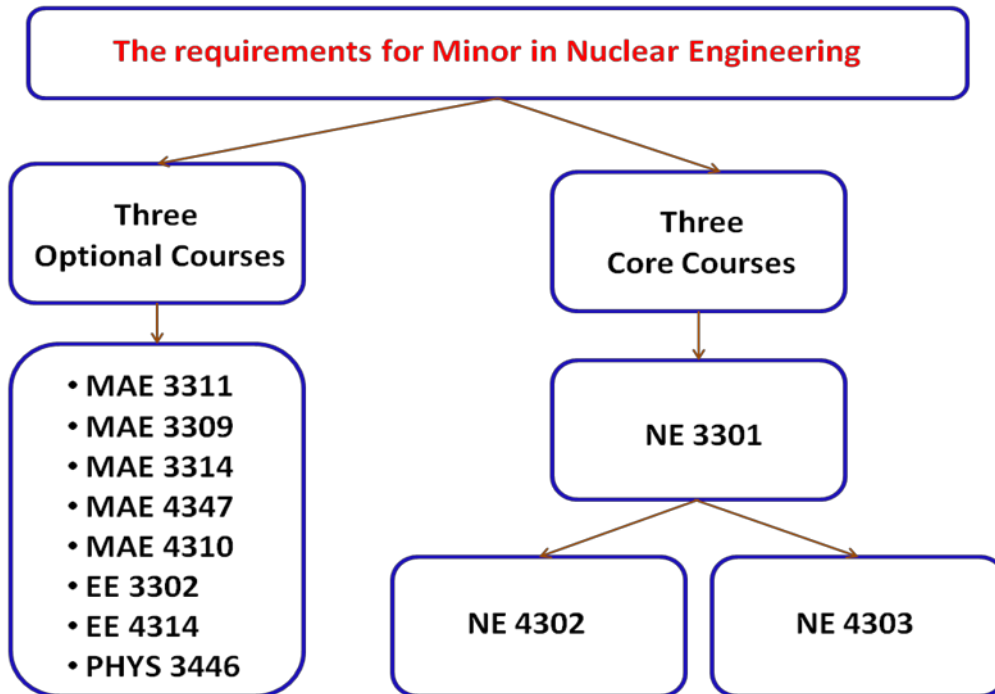 The requirements for Minor in Nuclear Engineering
Three
Optional Courses
• MAE 3311
• MAE 3309
• MAE 3314
• MAE 4347
• MAE 4310
• EE 3302
• EE 4314
• PHYS 3446
Three
Core Courses
NE 3301
NE 4302
NE 4303